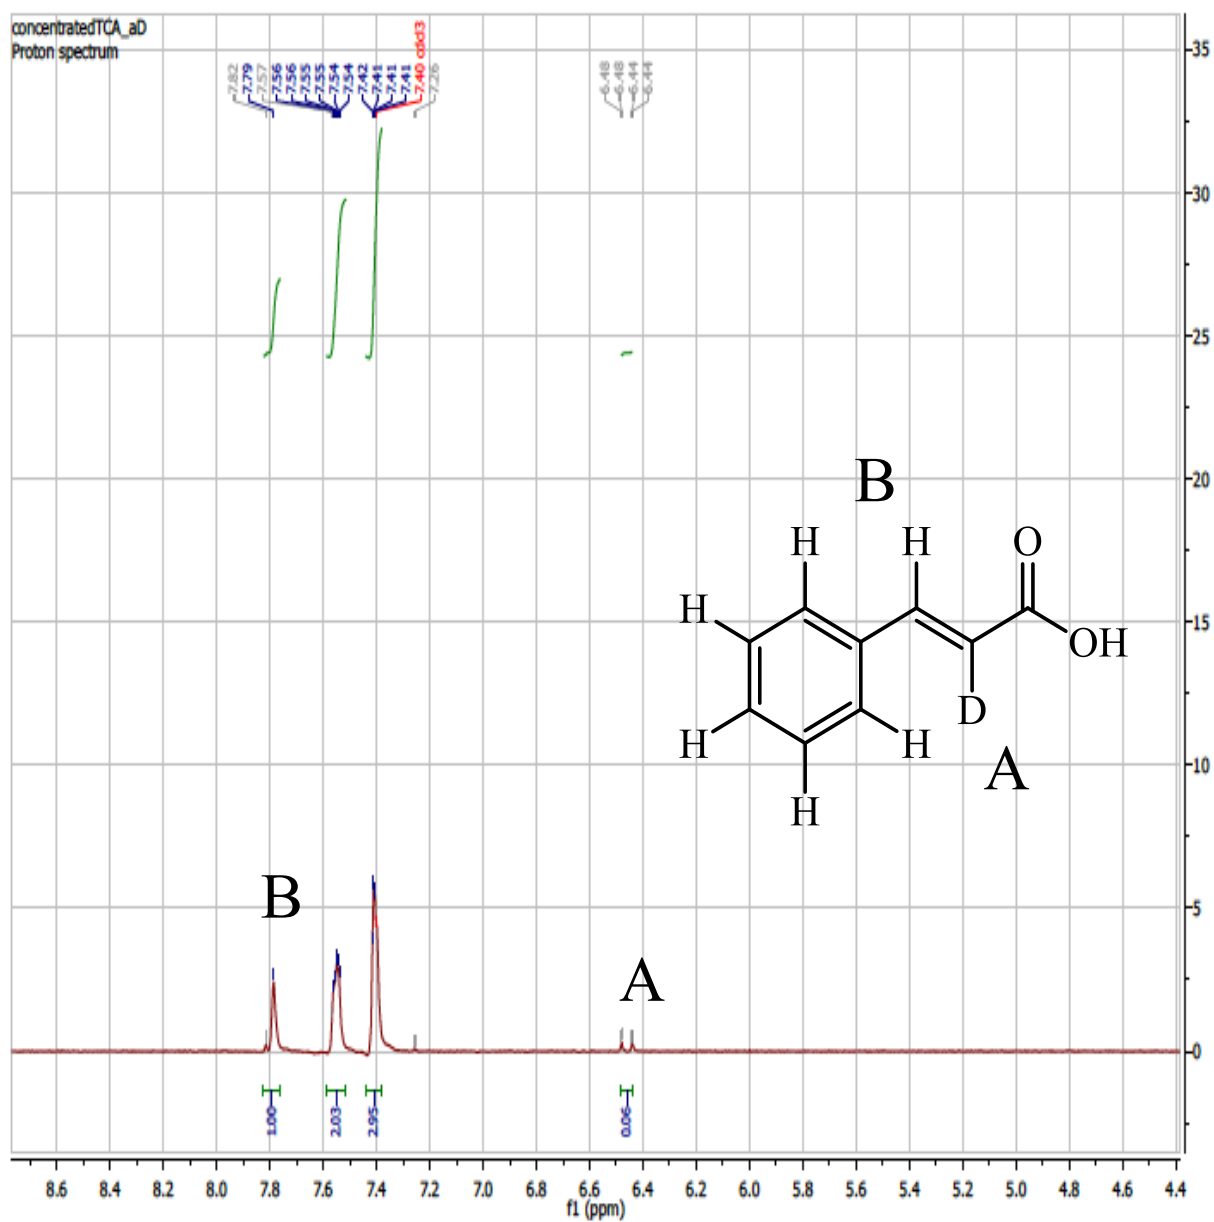 concentratedTCA_aD
Proton spectrum
7.82
7.79
7.57
7.56
7.56
7.55
7.55
7.54
7.54
7.42
7.41
7.41
7.41
7.40 cdcl3
7.26
6.48
6.48
6.44
6.44
35
30
25
20
15
10
5
0
B
H H O
H OH
D
H H
A
H
B
A
1.00 2.03 2.95 0.06
8.6 8.4 8.2 8.0 7.8 7.6 7.4 7.2 7.0 6.8 6.6 6.4 6.2 6.0 5.8 5.6 5.4 5.2 5.0 4.8 4.6 4.4
f1 (ppm)